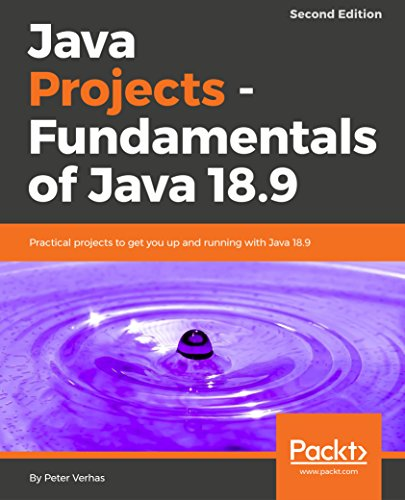 Second Edition
Java
Projects -
Fundamentals
of Java 18.9
Practical projects to get you up and running with Java 18.9
Packt>
www.packt.com
By Peter Verhas